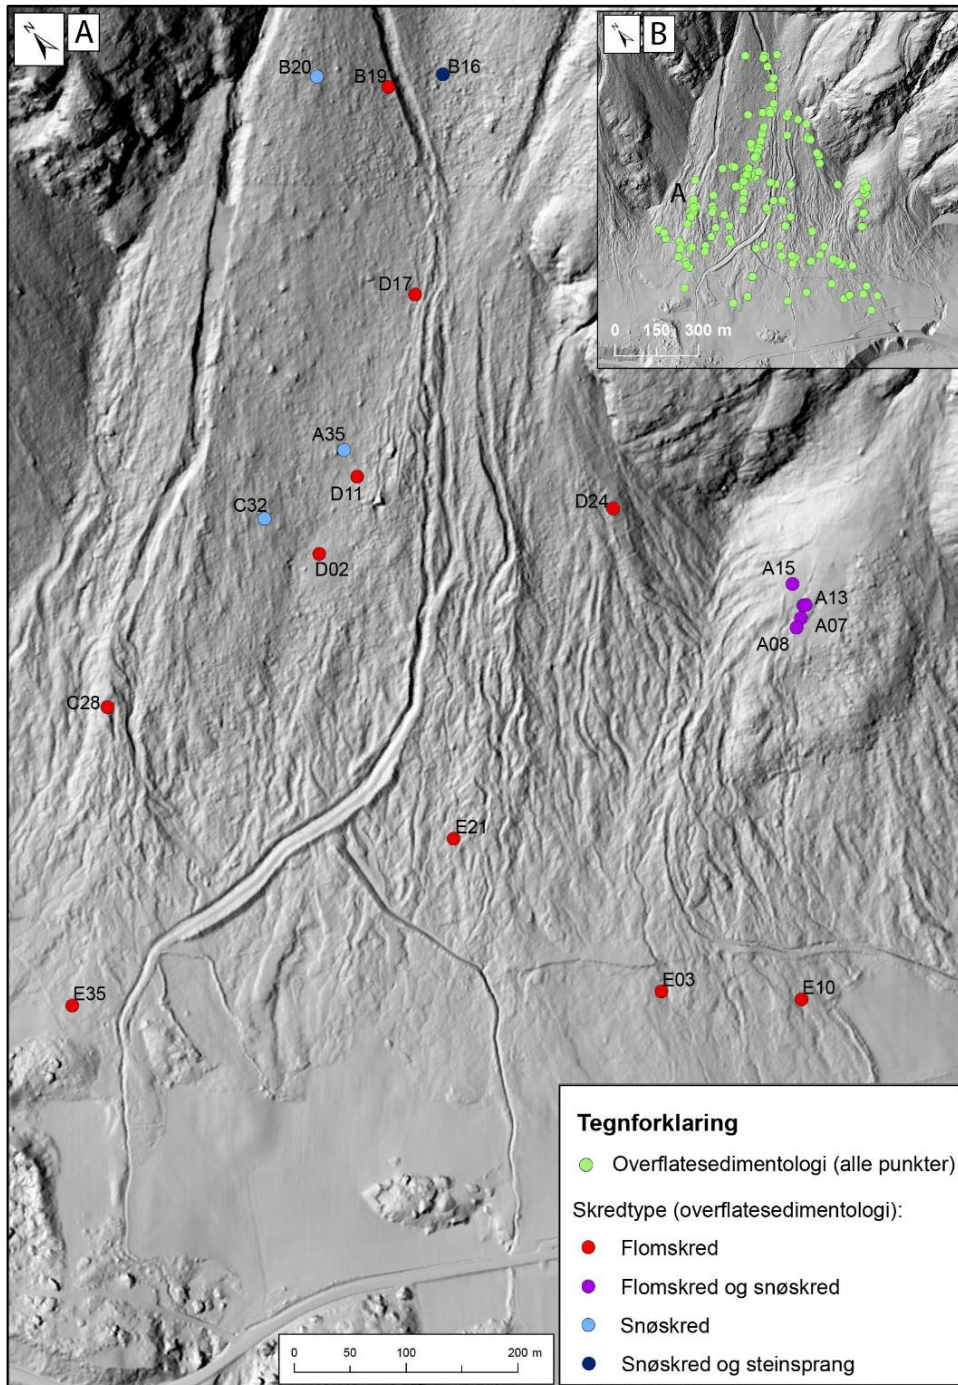 N
A
B20
B19
B16
N
B
A
0 150 300 m
D17
A35
D11
C32
D02
D24
A15
A13
A07
A08
C28
E21
E35
E03
E10
Tegnforklaring
Overflatesedimentologi (alle punkter)
Skredtype (overflatesedimentologi):
Flomskred
Flomskred og snøskred
Snøskred
Snøskred og steinsprang
0 50 100 200 m